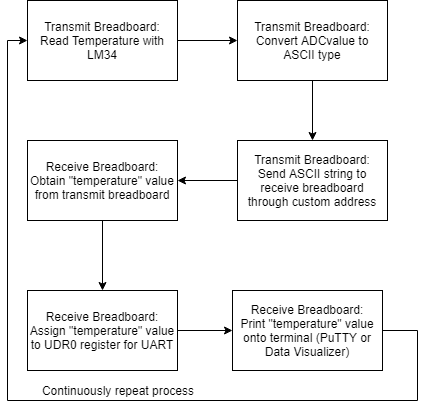 Transmit Breadboard:
Read Temperature with
LM34
Transmit Breadboard:
Convert ADCvalue to
ASCII type
Transmit Breadboard:
Send ASCII string to
receive breadboard
through custom address
Receive Breadboard:
Obtain "temperature" value
from transmit breadboard
Receive Breadboard:
Assign "temperature" value
to UDR0 register for UART
Receive Breadboard:
Print "temperature" value
onto terminal (PuTTY or
Data Visualizer)
Continuously repeat process